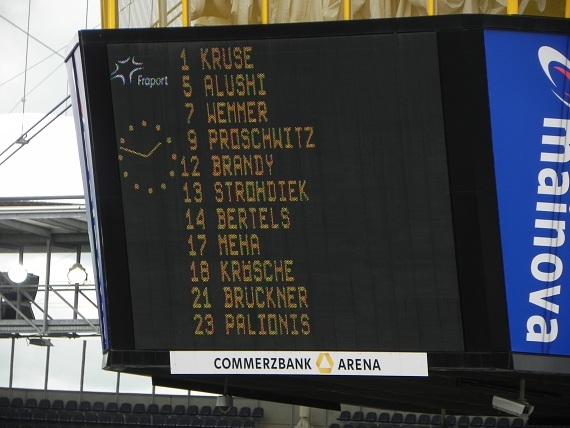 Fraport
1 KRUSE
5 ALUSHI
7 WEMMER
9 PROSCHWITZ
12 BRANDY
13 STROHDIEK
14 BERTELS
17 MEHA
18 KRÖSCHE
21 BRÜCKNER
23 PALIONIS
mainova
COMMERZBANK ARENA